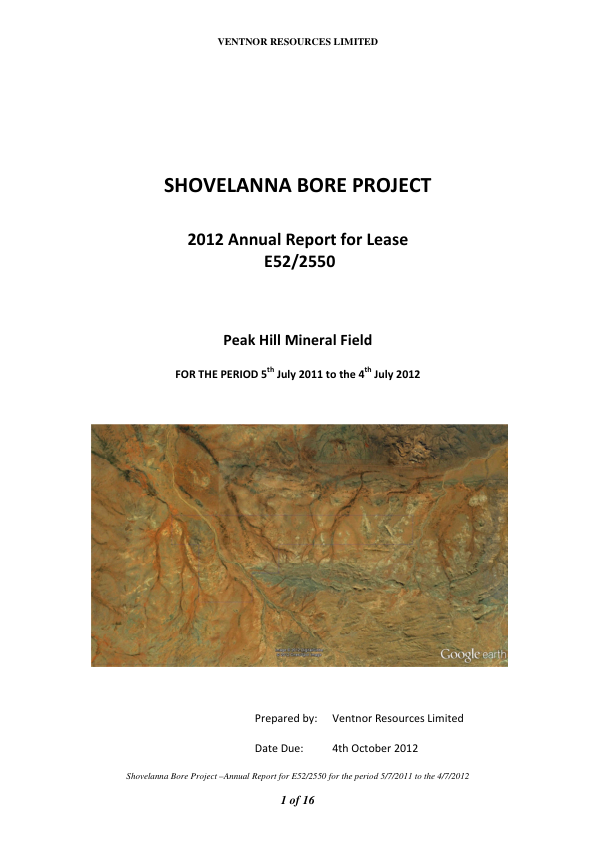 VENTNOR RESOURCES LIMITED
SHOVELANNA BORE PROJECT
2012 Annual Report for Lease
E52/2550
Peak Hill Mineral Field
FOR THE PERIOD 5th July 2011 to the 4th July 2012
Google earth
Prepared by: Ventnor Resources Limited
Date Due: 4th October 2012
Shovelanna Bore Project –Annual Report for E52/2550 for the period 5/7/2011 to the 4/7/2012
1 of 16